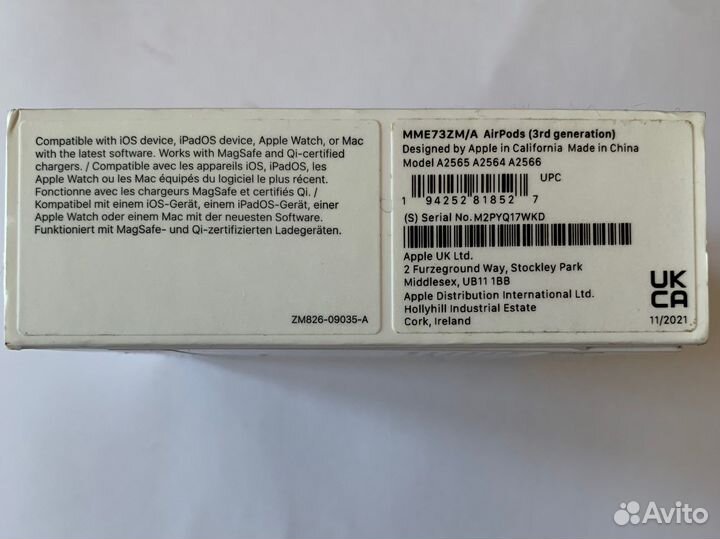 Compatible with iOS device, iPadOS device, Apple Watch, or Mac
with the latest software. Works with MagSafe and Qi-certified
chargers. / Compatible avec les appareils iOS, iPadOS, les
Apple Watch ou les Mac équipés du logiciel le plus récent.
Fonctionne avec les chargeurs MagSafe et certifiés Qi. /
Kompatibel mit einem iOS-Gerät, einem iPadOS-Gerät, einer
Apple Watch oder einem Mac mit der neuesten Software.
Funktioniert mit MagSafe- und Qi-zertifizierten Ladegeräten.
ZM826-09035-A
MME73ZM/A AirPods (3rd generation)
Designed by Apple in California Made in China
Model A2565 A2564 A2566
UPC
1 94252 81852 7
(S) Serial No. M2PYQ17WKD
Apple UK Ltd.
2 Furzeground Way, Stockley Park
Middlesex, UB11 1BB
Apple Distribution International Ltd.
Hollyhill Industrial Estate
Cork, Ireland
UK
CA
11/2021
Avito